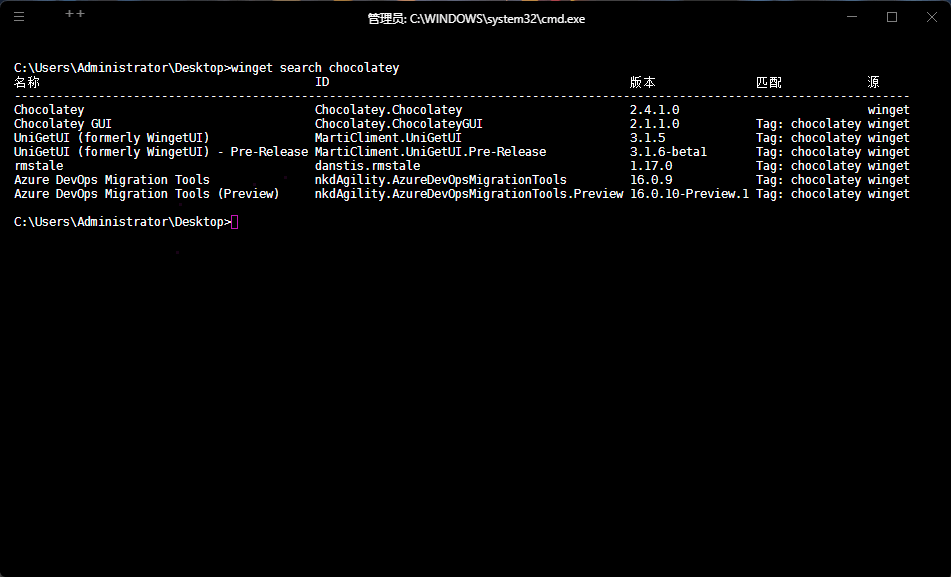 管理员: C:\WINDOWS\system32\cmd.exe
C:\Users\Administrator\Desktop>winget search chocolatey
名称 ID 版本 匹配 源
--------------------------------------------------------------------------------------------------------------------------------
Chocolatey Chocolatey.Chocolatey 2.4.1.0 winget
Chocolatey GUI Chocolatey.ChocolateyGUI 2.1.1.0 Tag: chocolatey winget
UniGetUI (formerly WingetUI) MartiCliment.UniGetUI 3.1.5 Tag: chocolatey winget
UniGetUI (formerly WingetUI) - Pre-Release MartiCliment.UniGetUI.Pre-Release 3.1.6-beta1 Tag: chocolatey winget
rmstale danstis.rmstale 1.17.0 Tag: chocolatey winget
Azure DevOps Migration Tools nkdAgility.AzureDevOpsMigrationTools 16.0.9 Tag: chocolatey winget
Azure DevOps Migration Tools (Preview) nkdAgility.AzureDevOpsMigrationTools.Preview 16.0.10-Preview.1 Tag: chocolatey winget
C:\Users\Administrator\Desktop>